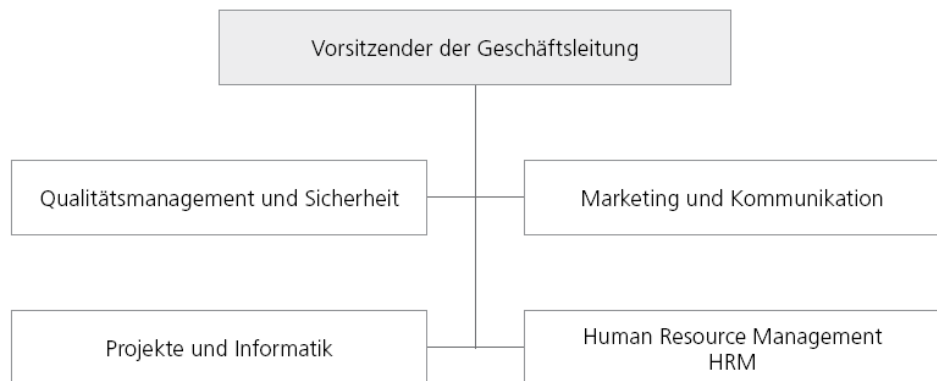 Vorsitzender der Geschäftsleitung
Qualitätsmanagement und Sicherheit
Marketing und Kommunikation
Projekte und Informatik
Human Resource Management
HRM